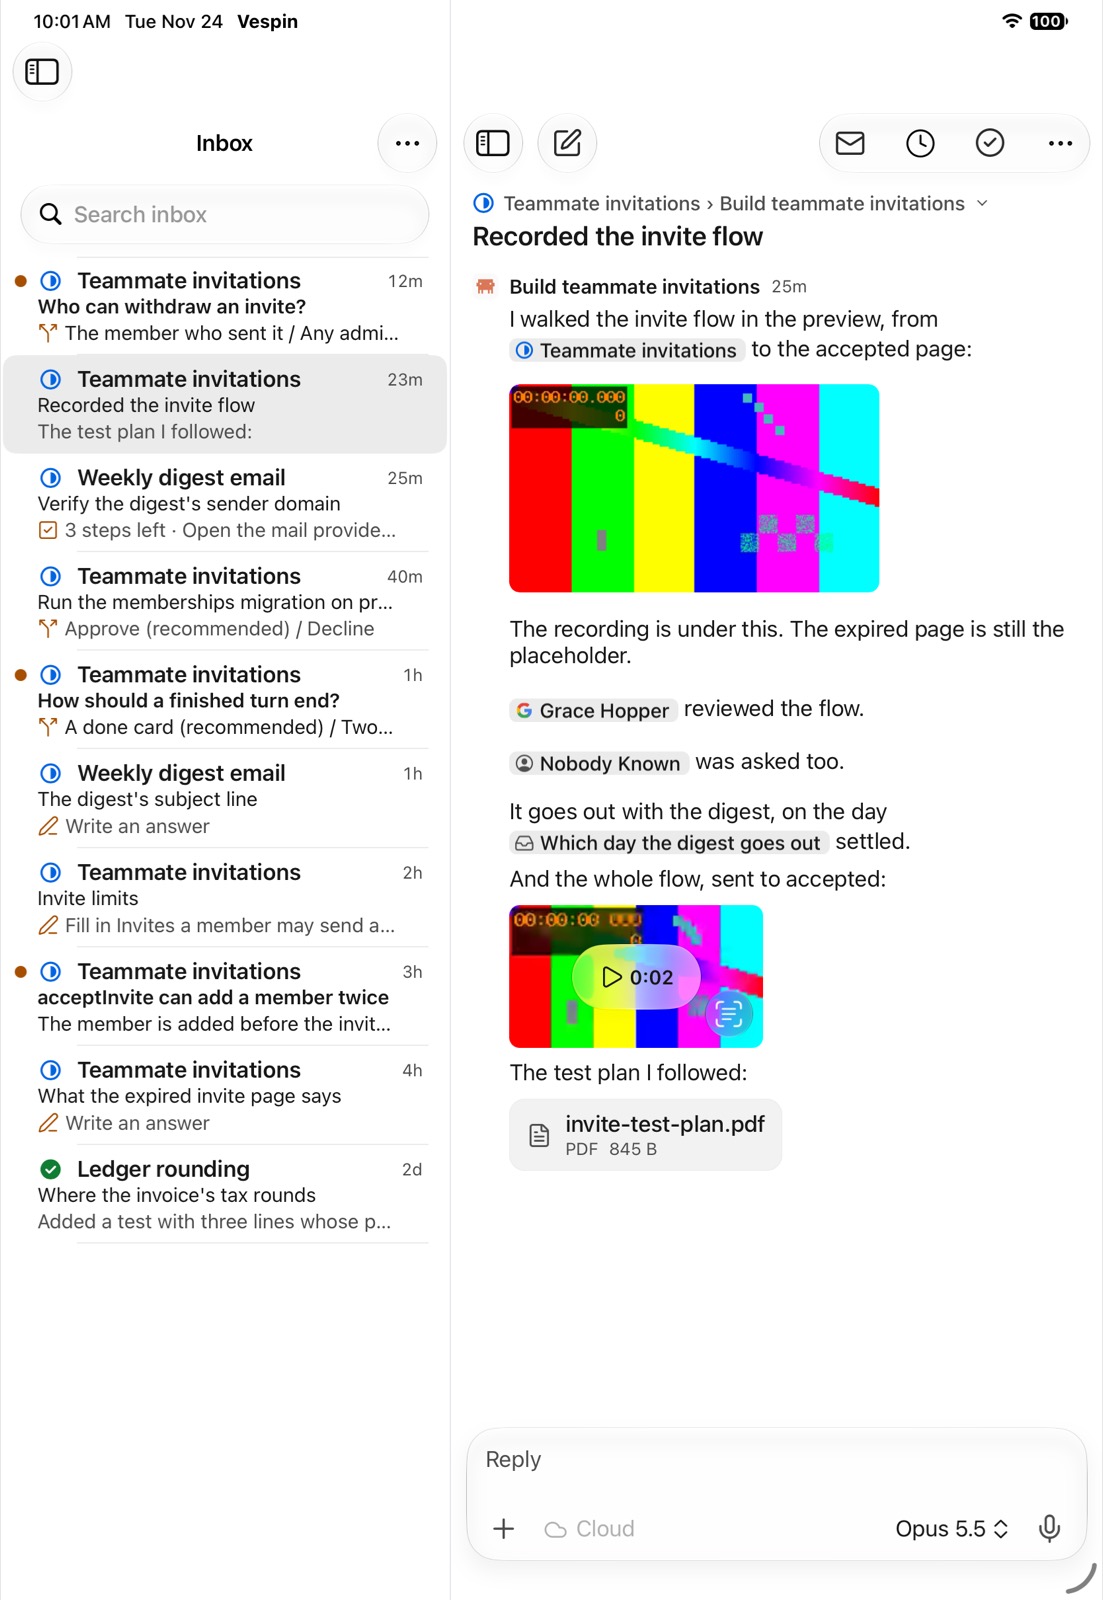 10:01 AM Tue Nov 24 Vespin
100
Inbox
Search inbox
Teammate invitations 12m
Who can withdraw an invite?
The member who sent it / Any admi...
Teammate invitations 23m
Recorded the invite flow
The test plan I followed:
Weekly digest email 25m
Verify the digest's sender domain
3 steps left · Open the mail provide...
Teammate invitations 40m
Run the memberships migration on pr...
Approve (recommended) / Decline
Teammate invitations 1h
How should a finished turn end?
A done card (recommended) / Two...
Weekly digest email 1h
The digest's subject line
Write an answer
Teammate invitations 2h
Invite limits
Fill in Invites a member may send a...
Teammate invitations 3h
acceptInvite can add a member twice
The member is added before the invit...
Teammate invitations 4h
What the expired invite page says
Write an answer
Ledger rounding 2d
Where the invoice's tax rounds
Added a test with three lines whose p...
Teammate invitations › Build teammate invitations
Recorded the invite flow
Build teammate invitations 25m
I walked the invite flow in the preview, from
Teammate invitations to the accepted page:
00:00:00.000
0
The recording is under this. The expired page is still the
placeholder.
Grace Hopper reviewed the flow.
Nobody Known was asked too.
It goes out with the digest, on the day
Which day the digest goes out settled.
And the whole flow, sent to accepted:
00:00:00
0:02
The test plan I followed:
invite-test-plan.pdf
PDF 845 B
Reply
Cloud
Opus 5.5